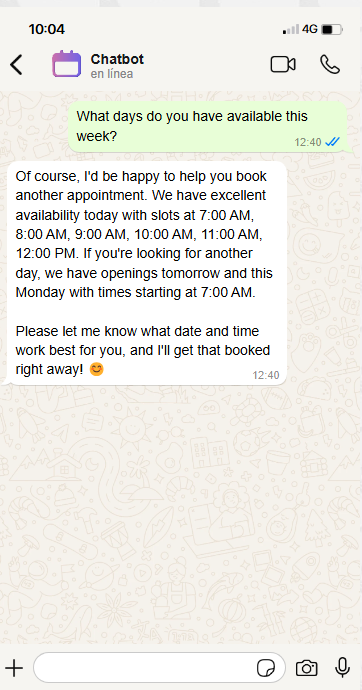 10:04
4G
Chatbot
en línea
What days do you have available this
week?
12:40
Of course, I'd be happy to help you book
another appointment. We have excellent
availability today with slots at 7:00 AM,
8:00 AM, 9:00 AM, 10:00 AM, 11:00 AM,
12:00 PM. If you're looking for another
day, we have openings tomorrow and this
Monday with times starting at 7:00 AM.
Please let me know what date and time
work best for you, and I'll get that booked
right away! 😊
12:40